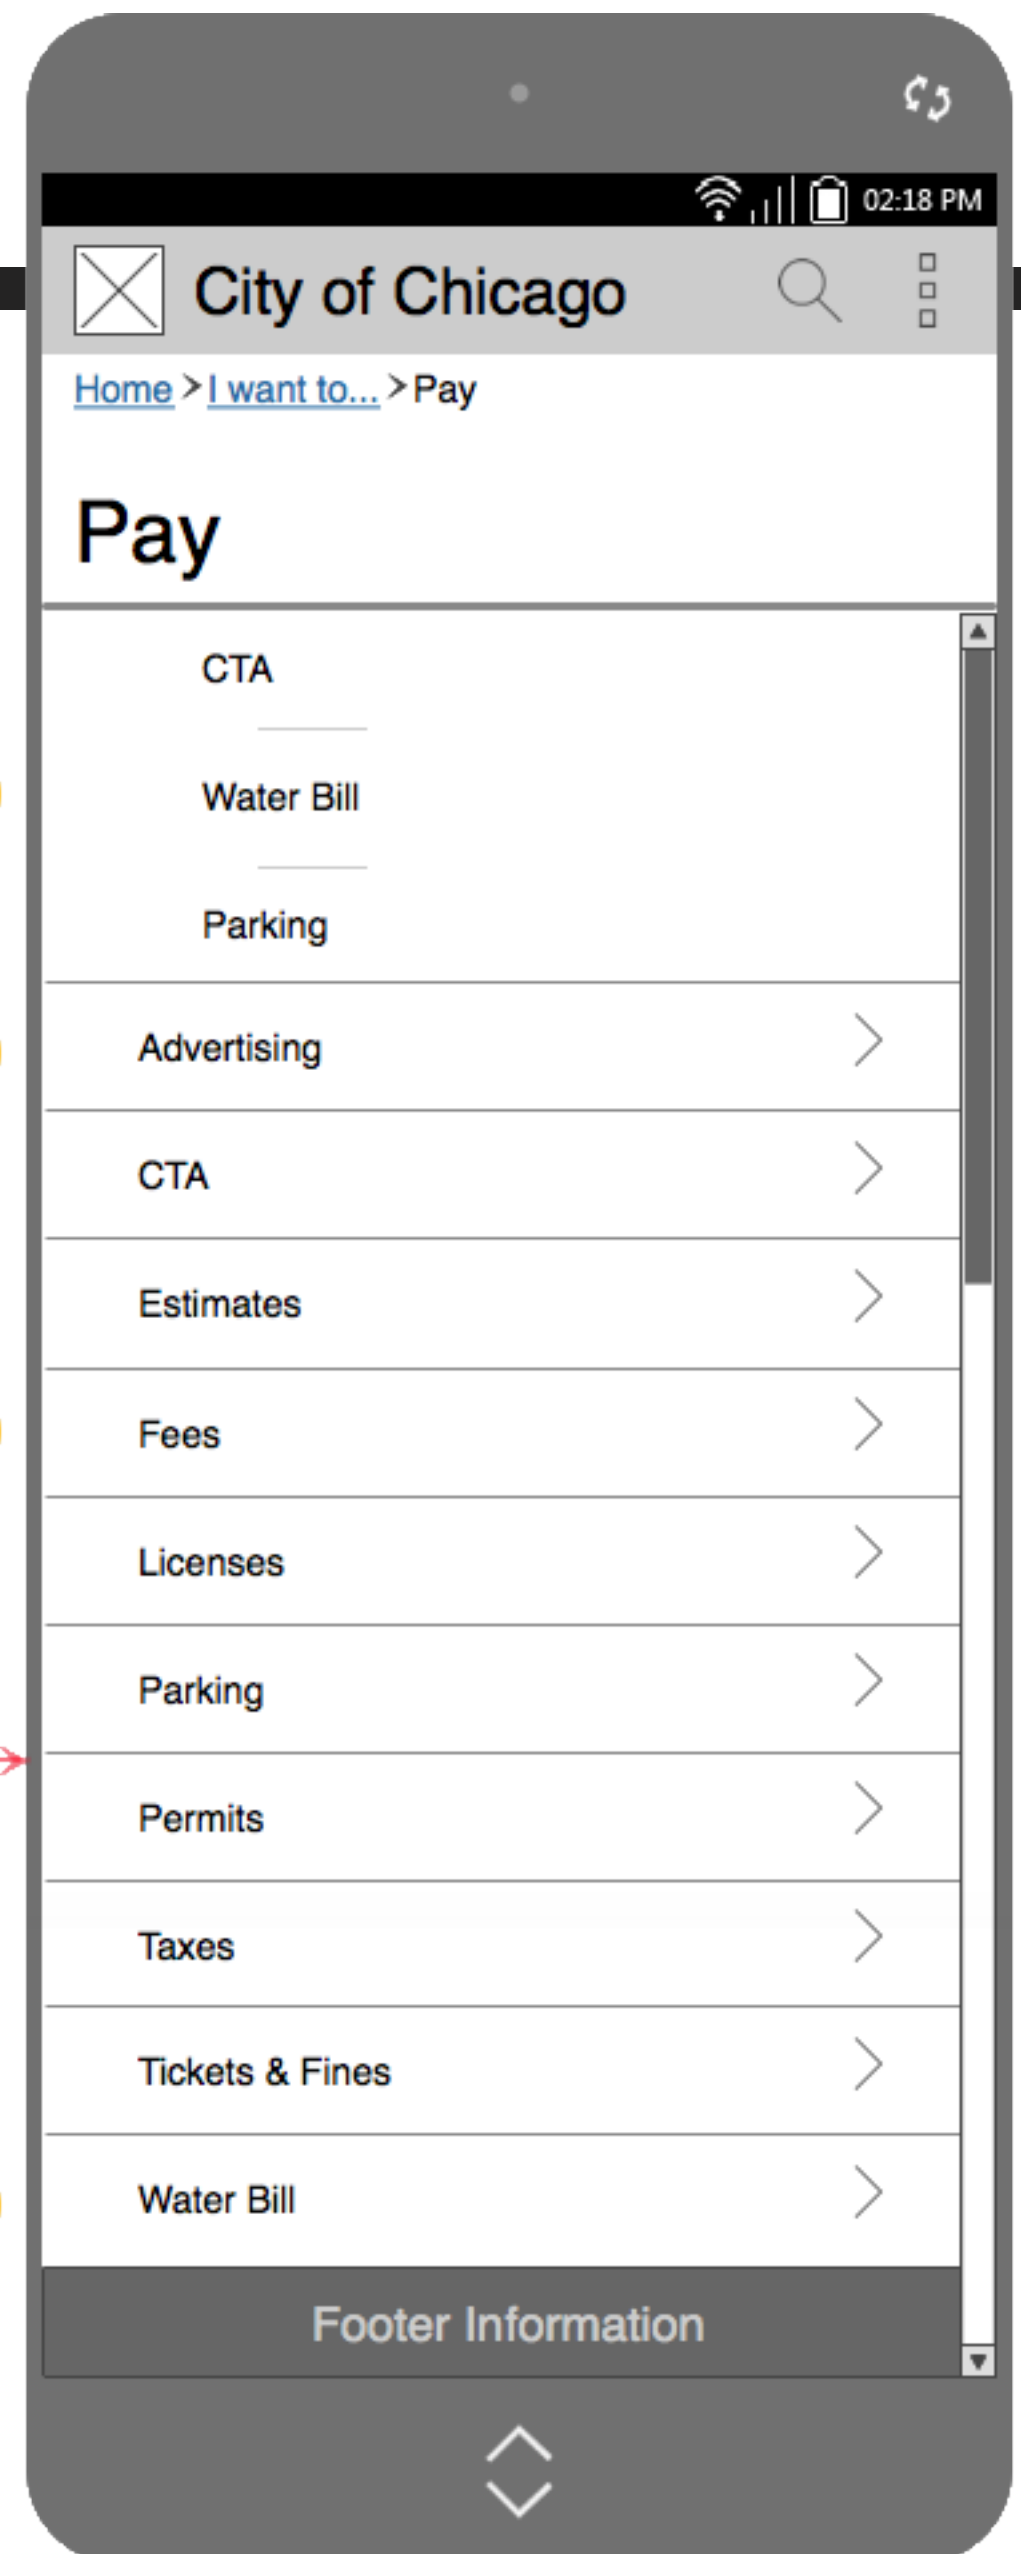 02:18 PM
City of Chicago
Home > I want to... > Pay
Pay
CTA
Water Bill
Parking
Advertising
CTA
Estimates
Fees
Licenses
Parking
Permits
Taxes
Tickets & Fines
Water Bill
Footer Information